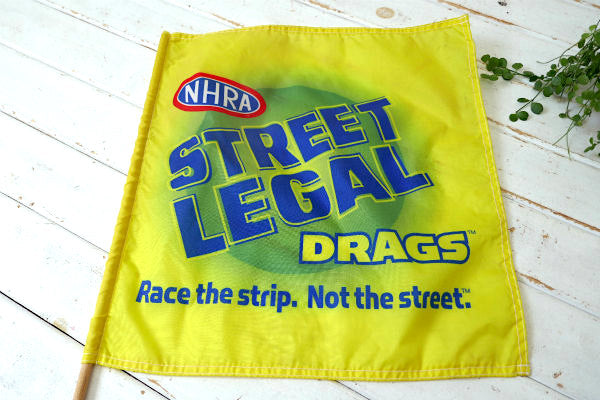 NHRA
STREET
LEGAL
DRAGS™
Race the strip. Not the street.™